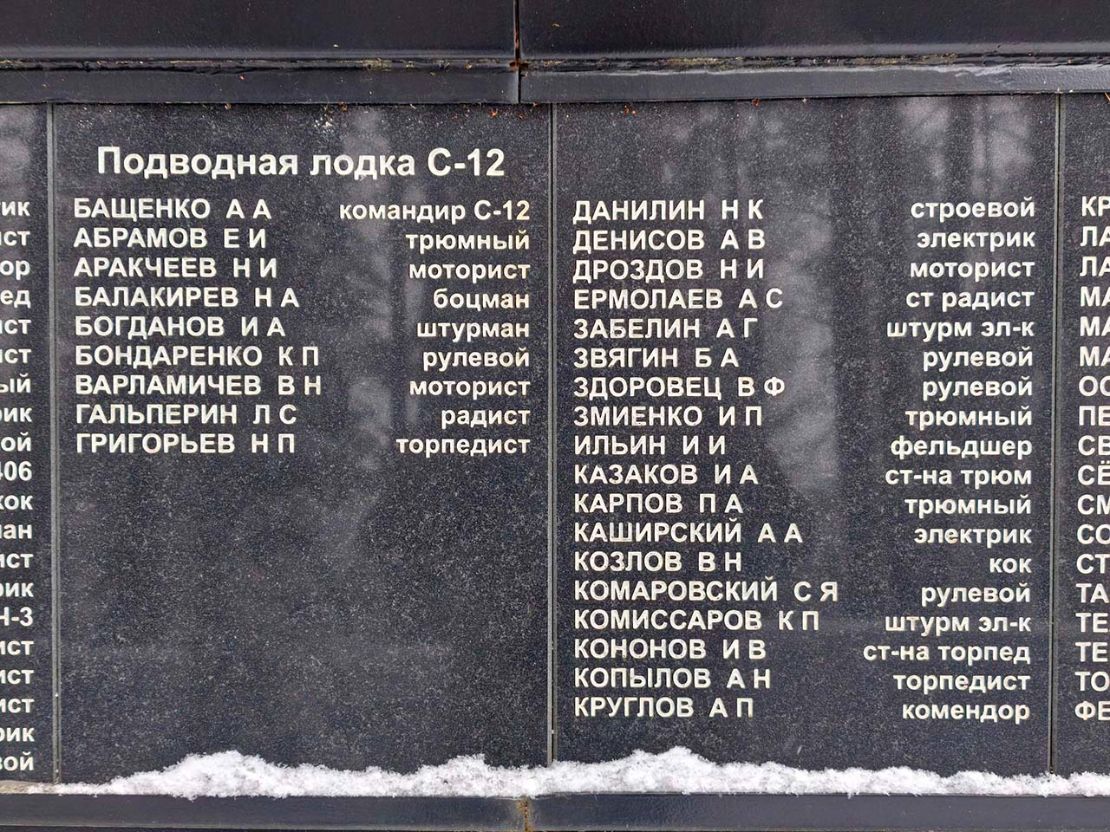 Подводная лодка С-12
БАЩЕНКО А А командир С-12
АБРАМОВ Е И трюмный
АРАКЧЕЕВ Н И моторист
БАЛАКИРЕВ Н А боцман
БОГДАНОВ И А штурман
БОНДАРЕНКО К П рулевой
ВАРЛАМИЧЕВ В Н моторист
ГАЛЬПЕРИН Л С радист
ГРИГОРЬЕВ Н П торпедист
ДАНИЛИН Н К строевой
ДЕНИСОВ А В электрик
ДРОЗДОВ Н И моторист
ЕРМОЛАЕВ А С ст радист
ЗАБЕЛИН А Г штурм эл-к
ЗВЯГИН Б А рулевой
ЗДОРОВЕЦ В Ф рулевой
ЗМИЕНКО И П трюмный
ИЛЬИН И И фельдшер
КАЗАКОВ И А ст-на трюм
КАРПОВ П А трюмный
КАШИРСКИЙ А А электрик
КОЗЛОВ В Н кок
КОМАРОВСКИЙ С Я рулевой
КОМИССАРОВ К П штурм эл-к
КОНОНОВ И В ст-на торпед
КОПЫЛОВ А Н торпедист
КРУГЛОВ А П комендор